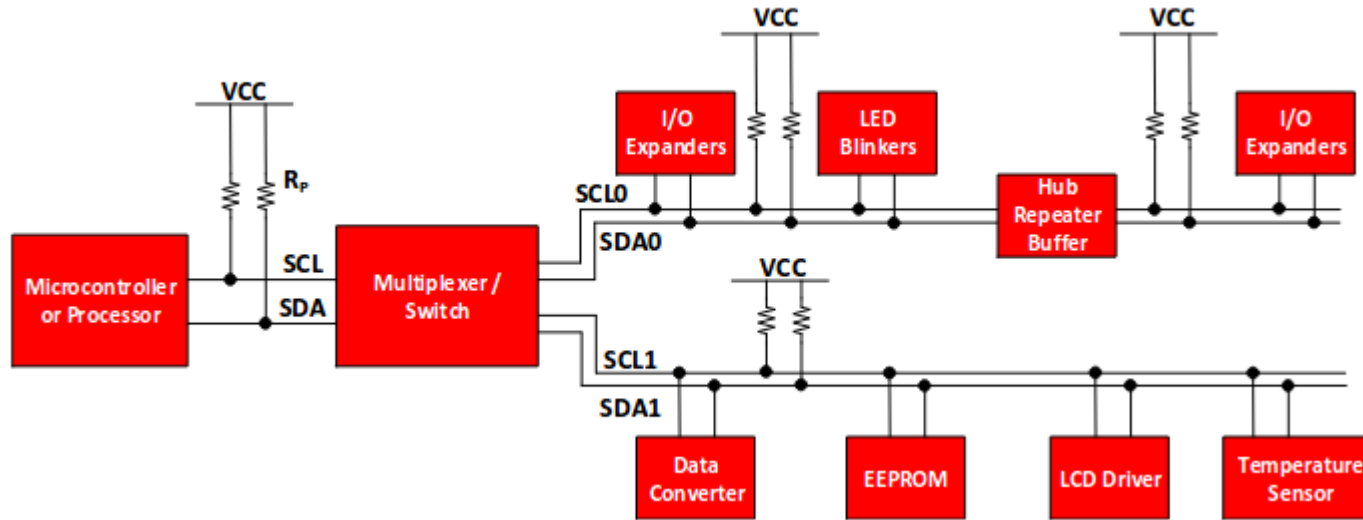 VCC
VCC
VCC
I/O
Expanders
LED
Blinkers
I/O
Expanders
RP
SCL0
SDA0
Hub
Repeater
Buffer
Microcontroller
or Processor
SCL
SDA
Multiplexer /
Switch
VCC
SCL1
SDA1
Data
Converter
EEPROM
LCD Driver
Temperature
Sensor